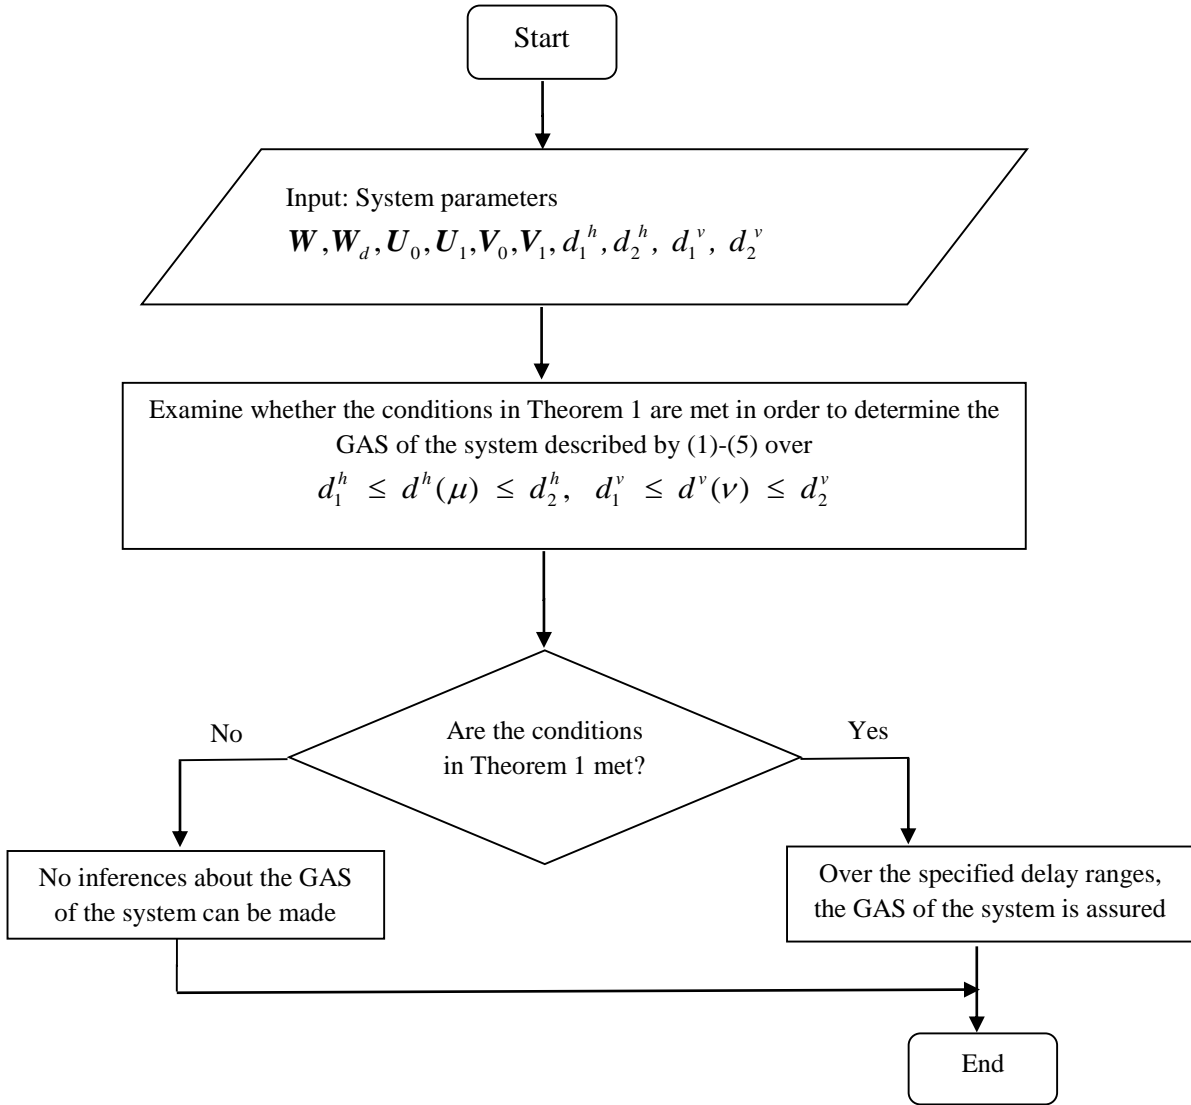 Start
Input: System parameters
W, W_d, U_0, U_1, V_0, V_1, d_1^h, d_2^h, d_1^v, d_2^v
Examine whether the conditions in Theorem 1 are met in order to determine the
GAS of the system described by (1)-(5) over
d_1^h ≤ d^h(μ) ≤ d_2^h, d_1^v ≤ d^v(ν) ≤ d_2^v
Are the conditions
in Theorem 1 met?
No
Yes
No inferences about the GAS
of the system can be made
Over the specified delay ranges,
the GAS of the system is assured
End